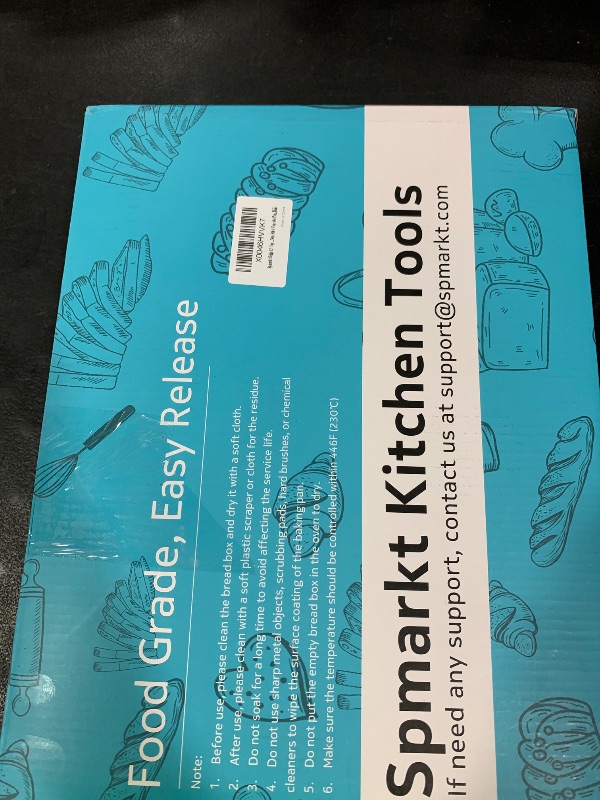 Food Grade, Easy Release
Note:
1. Before use, please clean the bread box and dry it with a soft cloth.
2. After use, please clean with a soft plastic scraper or cloth for the residue.
3. Do not soak for a long time to avoid affecting the service life.
4. Do not use sharp metal objects, scrubbing pads, hard brushes, or chemical
cleaners to wipe the surface coating of the baking pan.
5. Do not put the empty bread box in the oven to dry.
6. Make sure the temperature should be controlled within 446F (230℃)
Spmarkt Kitchen Tools
If need any support, contact us at support@spmarkt.com